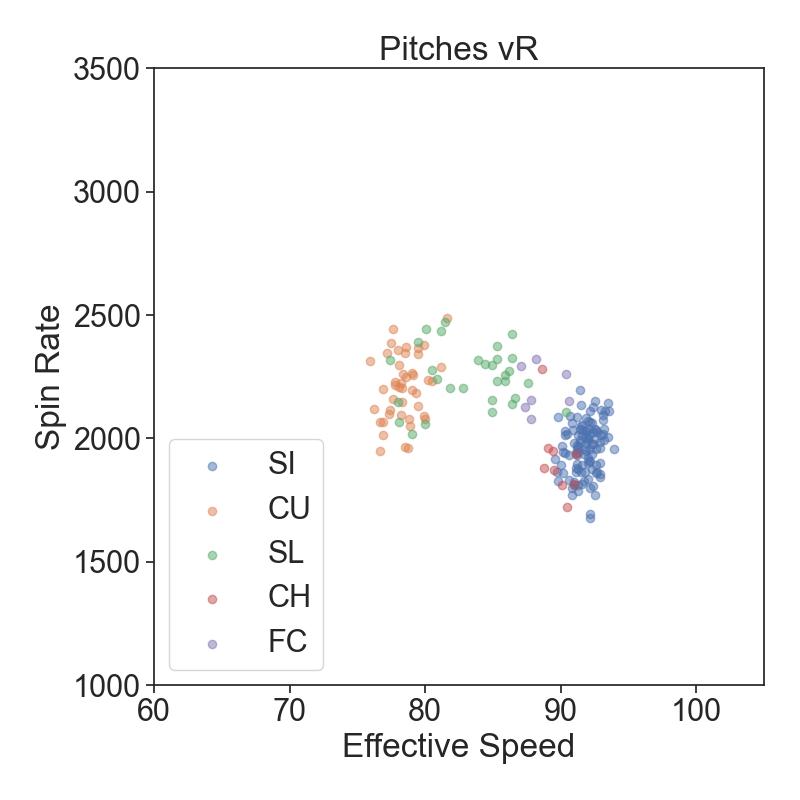 Pitches vR
3500
3000
2500
2000
1500
1000
Spin Rate
SI
CU
SL
CH
FC
60 70 80 90 100
Effective Speed